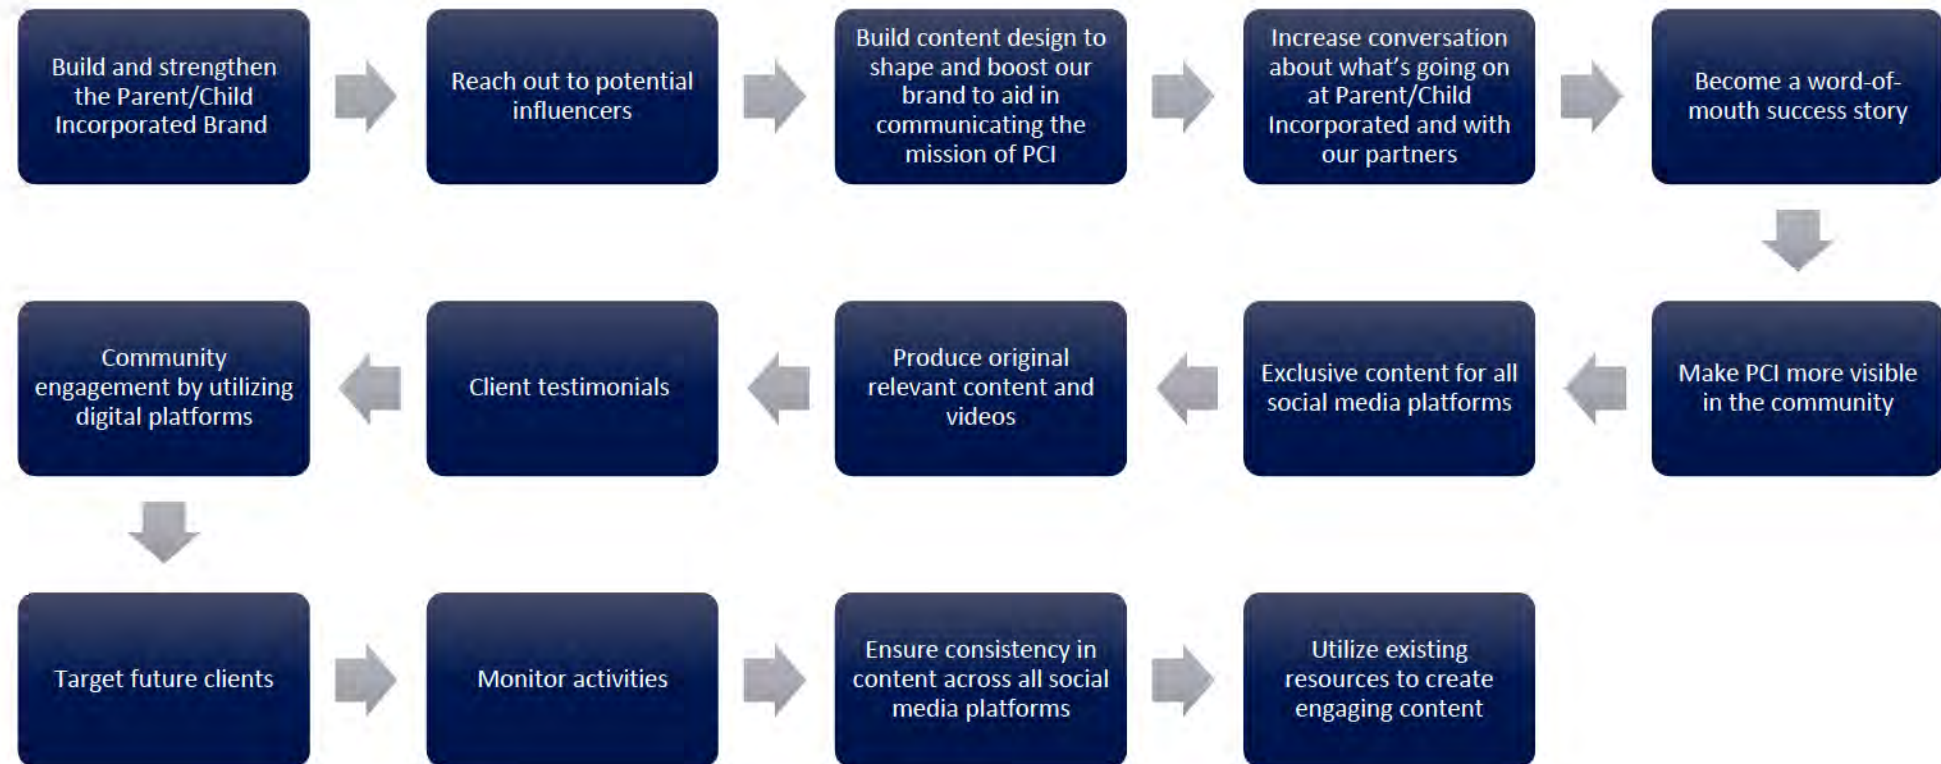 Build and strengthen
the Parent/Child
Incorporated Brand
Reach out to potential
influencers
Build content design to
shape and boost our
brand to aid in
communicating the
mission of PCI
Increase conversation
about what's going on
at Parent/Child
Incorporated and with
our partners
Become a word-of-
mouth success story
Make PCI more visible
in the community
Exclusive content for all
social media platforms
Produce original
relevant content and
videos
Client testimonials
Community
engagement by utilizing
digital platforms
Target future clients
Monitor activities
Ensure consistency in
content across all social
media platforms
Utilize existing
resources to create
engaging content